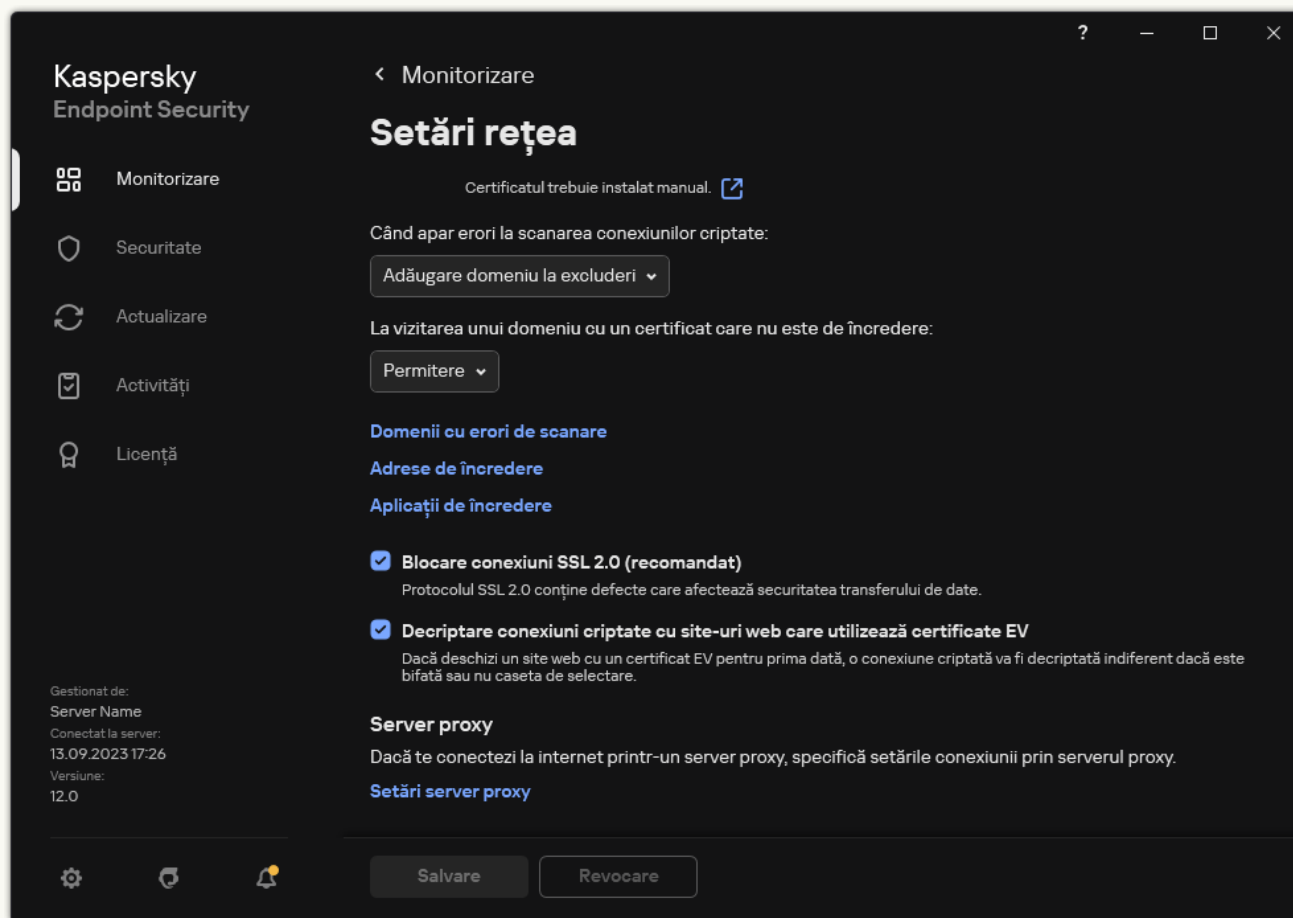 ?
Kaspersky
Endpoint Security
Monitorizare
Securitate
Actualizare
Activități
Licență
Gestionat de:
Server Name
Conectat la server:
13.09.2023 17:26
Versiune:
12.0
Monitorizare
Setări rețea
Certificatul trebuie instalat manual.
Când apar erori la scanarea conexiunilor criptate:
Adăugare domeniu la excluderi
La vizitarea unui domeniu cu un certificat care nu este de încredere:
Permitere
Domenii cu erori de scanare
Adrese de încredere
Aplicații de încredere
Blocare conexiuni SSL 2.0 (recomandat)
Protocolul SSL 2.0 conține defecte care afectează securitatea transferului de date.
Decriptare conexiuni criptate cu site-uri web care utilizează certificate EV
Dacă deschizi un site web cu un certificat EV pentru prima dată, o conexiune criptată va fi decriptată indiferent dacă este
bifată sau nu caseta de selectare.
Server proxy
Dacă te conectezi la internet printr-un server proxy, specifică setările conexiunii prin serverul proxy.
Setări server proxy
Salvare
Revocare